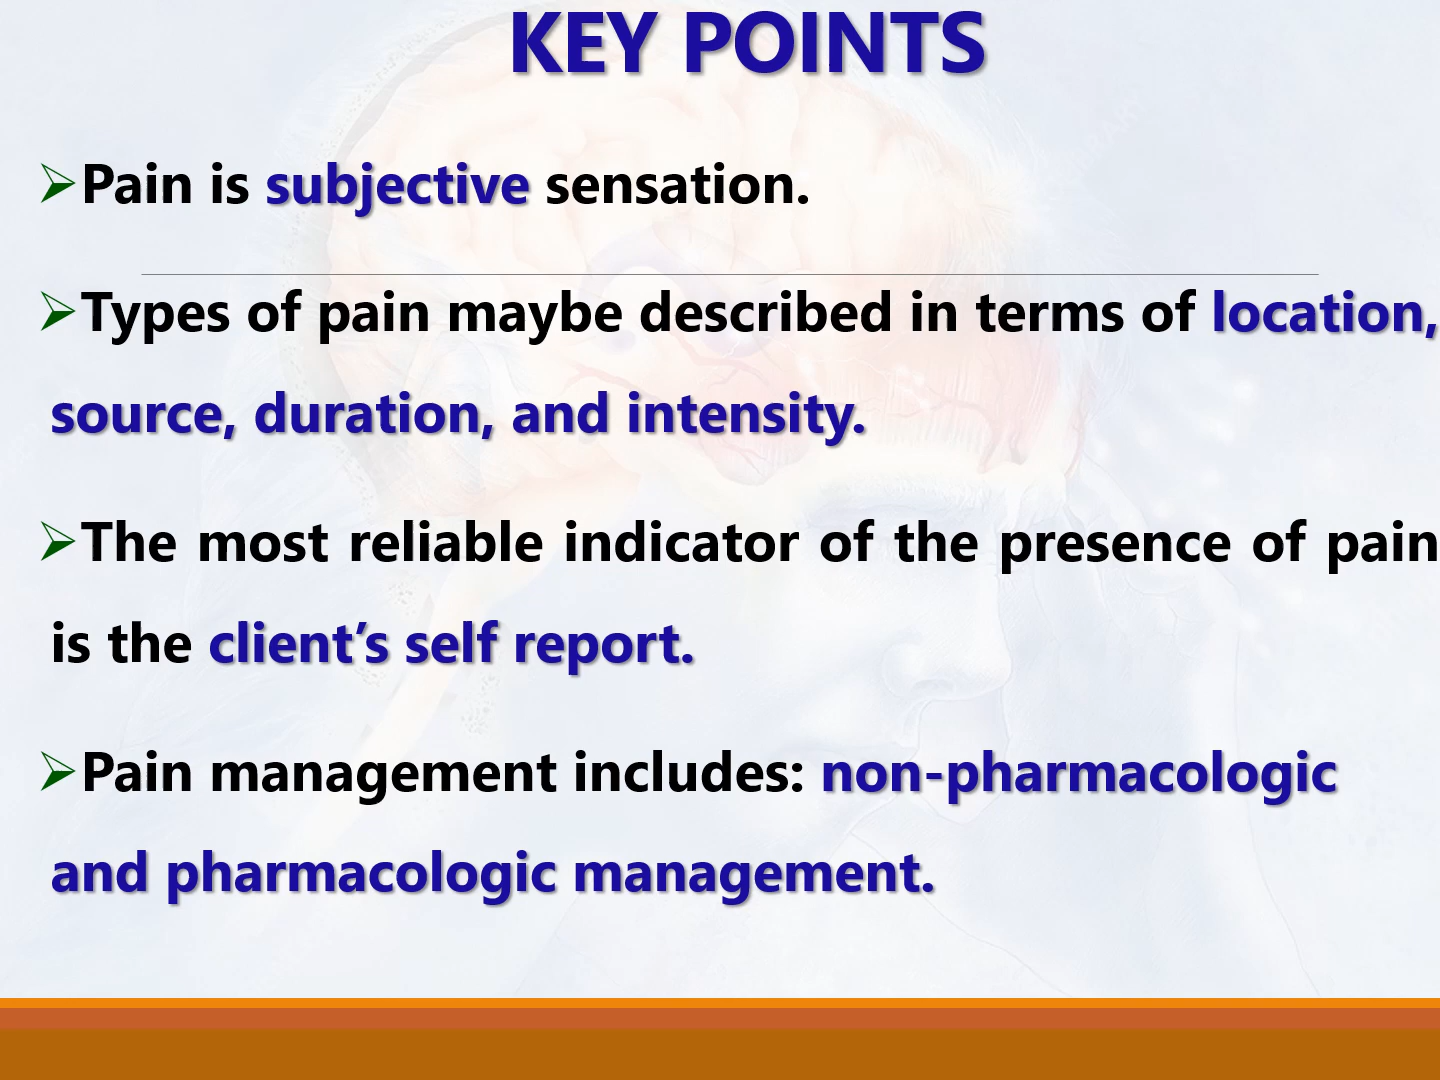 KEY POINTS
➢Pain is subjective sensation.
➢Types of pain maybe described in terms of location,
source, duration, and intensity.
➢The most reliable indicator of the presence of pain
is the client’s self report.
➢Pain management includes: non-pharmacologic
and pharmacologic management.